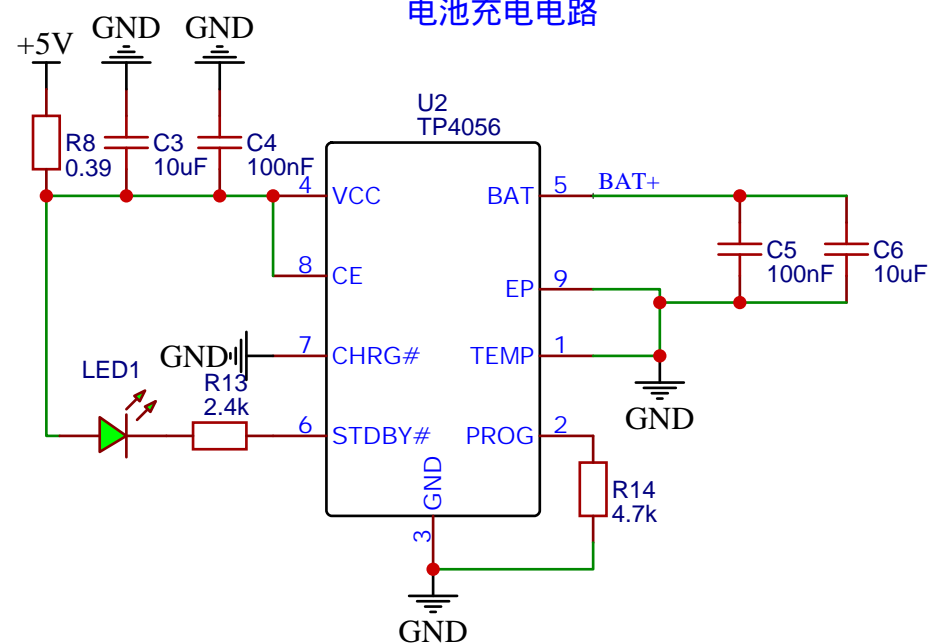 电池充电电路
+5V
GND
GND
U2
TP4056
R8
0.39
C3
10uF
C4
100nF
4
VCC
BAT
5
BAT+
8
CE
C5
100nF
C6
10uF
EP
9
GND
7
CHRG#
TEMP
1
LED1
R13
2.4k
GND
6
STDBY#
PROG
2
GND
R14
4.7k
3
GND